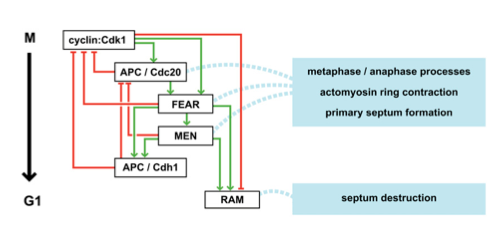 M
cyclin:Cdk1
APC / Cdc20
FEAR
MEN
APC / Cdh1
RAM
G1
metaphase / anaphase processes
actomyosin ring contraction
primary septum formation
septum destruction